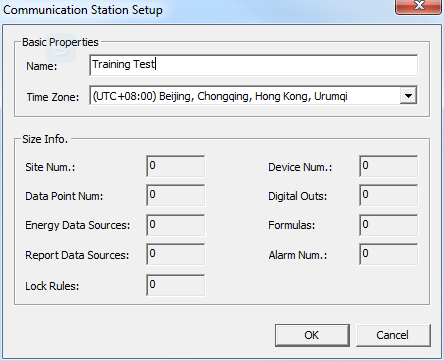 Communication Station Setup
Basic Properties
Name: Training Test
Time Zone: (UTC+08:00) Beijing, Chongqing, Hong Kong, Urumqi
Size Info.
Site Num.: 0 Device Num.: 0
Data Point Num: 0 Digital Outs: 0
Energy Data Sources: 0 Formulas: 0
Report Data Sources: 0 Alarm Num.: 0
Lock Rules: 0
OK Cancel